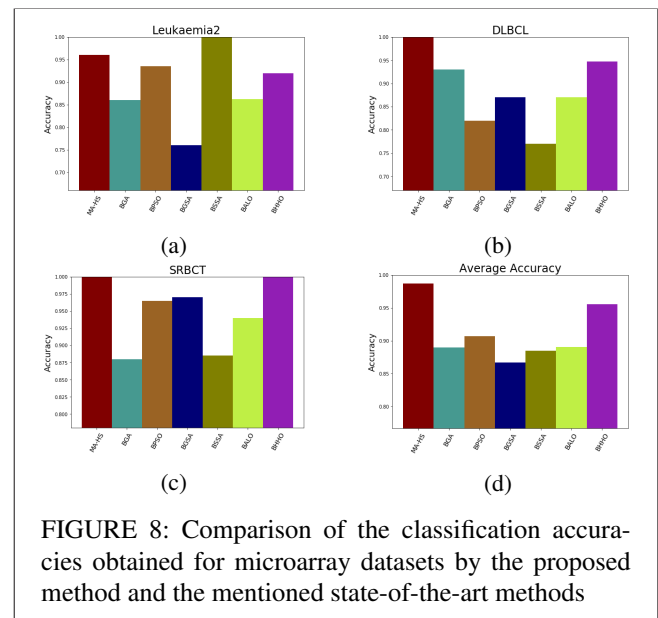 Leukaemia2
Accuracy
1.00
0.95
0.90
0.85
0.80
0.75
0.70
MA-HS
BGA
BPSO
BGSA
BSSA
BALO
BHHO
(a)
DLBCL
Accuracy
1.00
0.95
0.90
0.85
0.80
0.75
0.70
MA-HS
BGA
BPSO
BGSA
BSSA
BALO
BHHO
(b)
SRBCT
Accuracy
1.000
0.975
0.950
0.925
0.900
0.875
0.850
0.825
0.800
MA-HS
BGA
BPSO
BGSA
BSSA
BALO
BHHO
(c)
Average Accuracy
Accuracy
1.00
0.95
0.90
0.85
0.80
MA-HS
BGA
BPSO
BGSA
BSSA
BALO
BHHO
(d)
FIGURE 8: Comparison of the classification accura-
cies obtained for microarray datasets by the proposed
method and the mentioned state-of-the-art methods